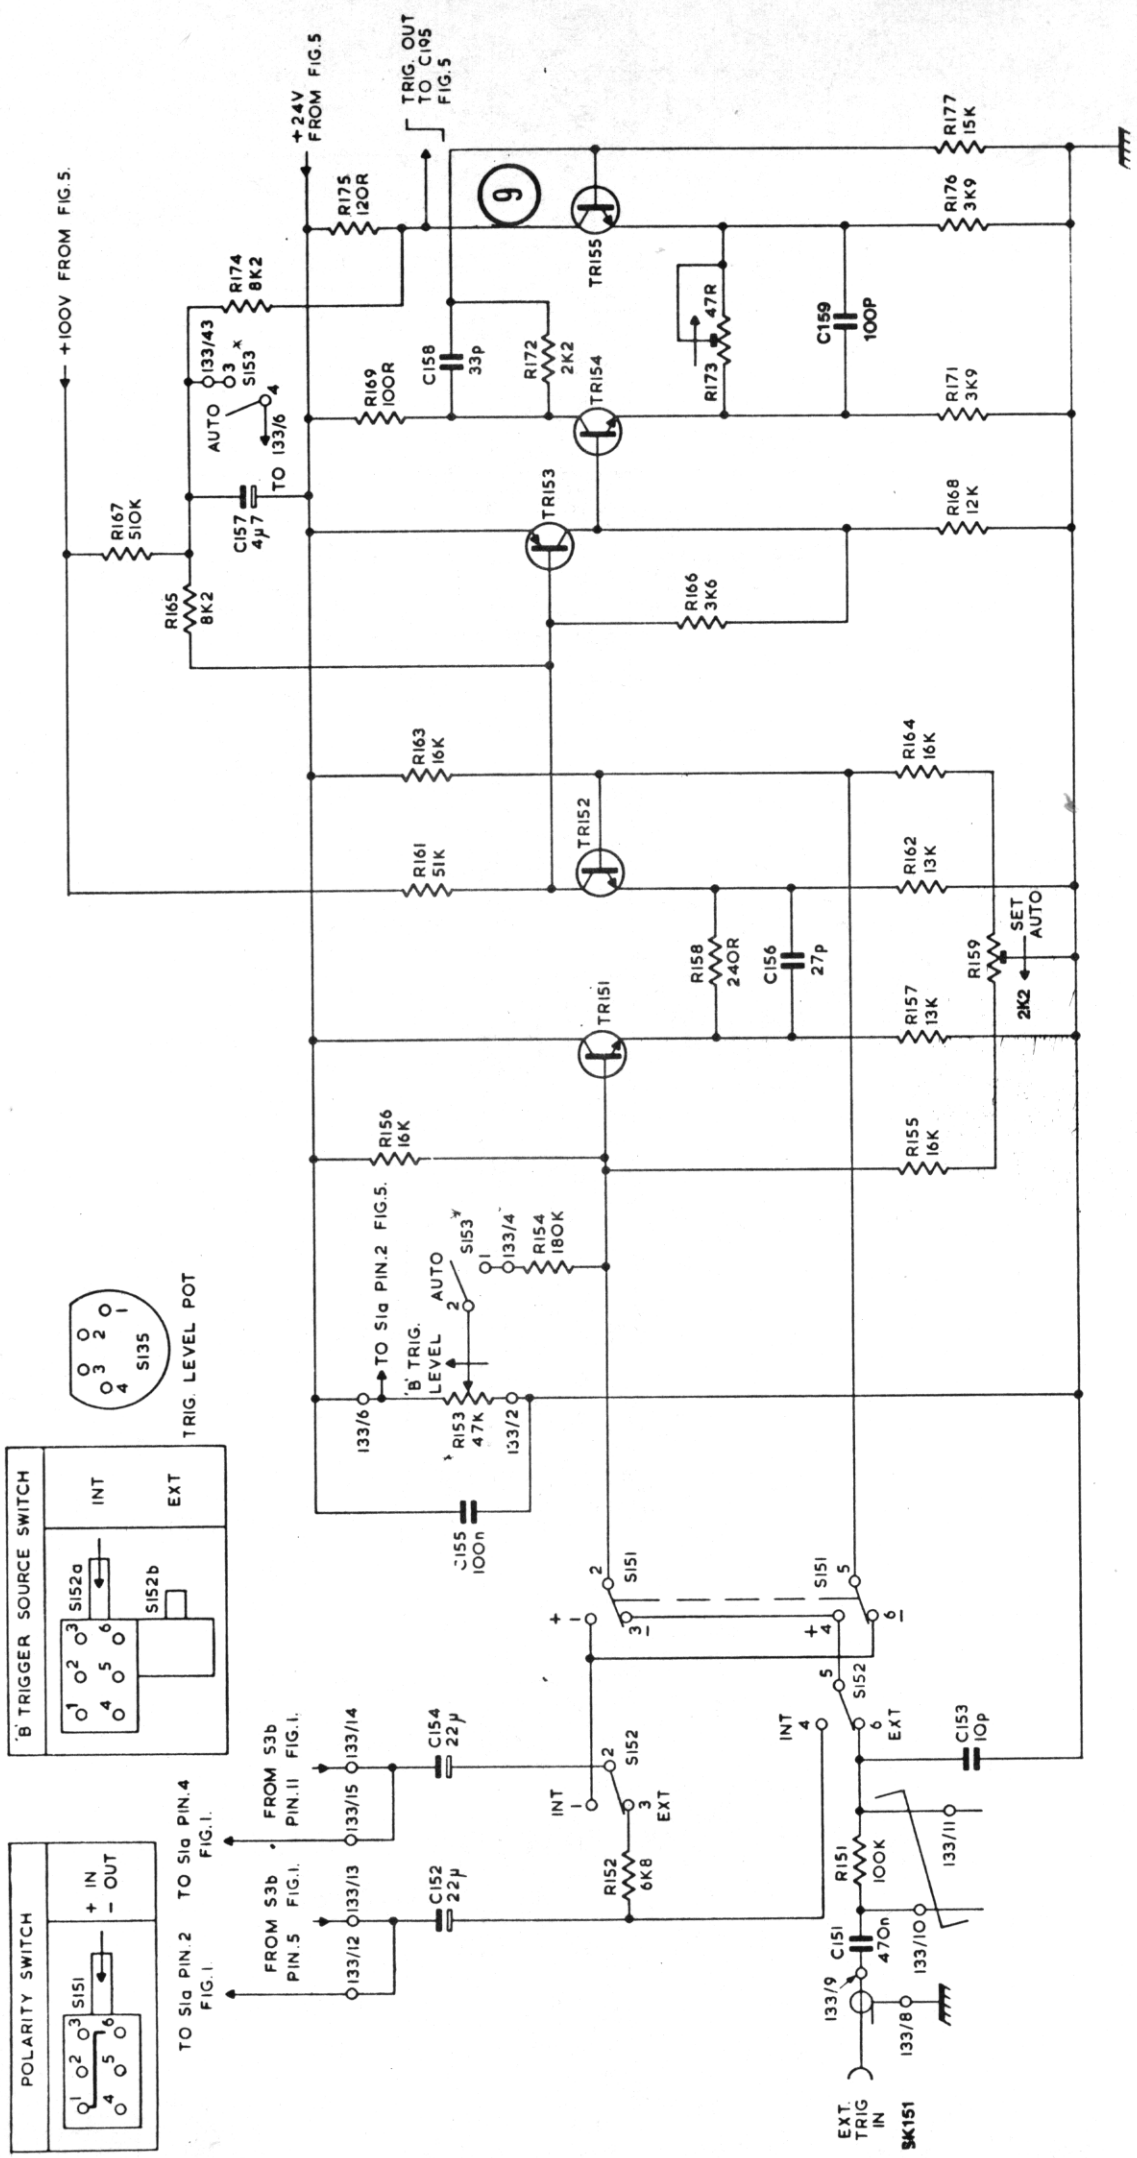 POLARITY SWITCH
S151
+ IN
- OUT
1 2 3
4 5 6
'B' TRIGGER SOURCE SWITCH
S152a
INT
S152b
EXT
1 2 3
4 5 6
TRIG. LEVEL POT
S135
4 3 2 1
TO S1a PIN.2
FIG.1.
TO S1a PIN.4
FIG.1.
FROM S3b
PIN.5 FIG.1.
FROM S3b
PIN.11 FIG.1.
133/12
133/13
133/15
133/14
C152
22µ
C154
22µ
R152
6K8
INT
1
2
S152
3
EXT
EXT.
TRIG
IN
SK151
133/9
133/8
C151
470n
133/10
R151
100K
133/11
INT
4
5
S152
6
EXT
C153
10p
+
1
2
S151
3
-
+
4
5
S151
6
-
C155
100n
133/6
TO S1a PIN.2 FIG.5.
R153
47K
'B' TRIG.
LEVEL
133/2
AUTO
2
S153*
1
133/4
R154
180K
R156
16K
R155
16K
TR151
R158
240R
C156
27p
R157
13K
R159
2K2
SET
AUTO
R161
51K
TR152
R162
13K
R163
16K
R164
16K
+100V FROM FIG.5.
R165
8K2
R167
510K
C157
4µ7
AUTO
TO 133/6
4
133/43
3
S153*
R174
8K2
+24V
FROM FIG.5
R166
3K6
TR153
R168
12K
R169
100R
C158
33p
R172
2K2
TR154
R173
47R
C159
100P
R171
3K9
R175
120R
TRIG. OUT
TO C195
FIG.5
9
TR155
R176
3K9
R177
15K